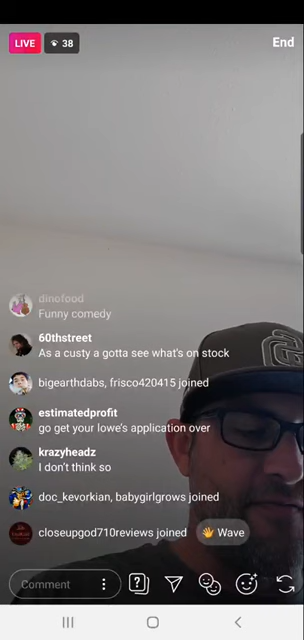 LIVE
38
End
dinofood
Funny comedy
60thstreet
As a custy a gotta see what's on stock
bigearthdabs, frisco420415 joined
estimatedprofit
go get your lowe's application over
krazyheadz
I don't think so
doc_kevorkian, babygirlgrows joined
closeupgod710reviews joined
👋 Wave
Comment